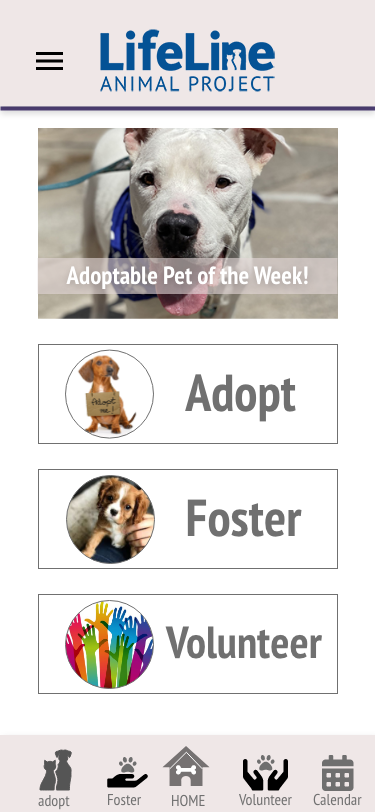 LifeLine
ANIMAL PROJECT
Adoptable Pet of the Week!
Adopt me!
Adopt
Foster
Volunteer
adopt
Foster
HOME
Volunteer
Calendar